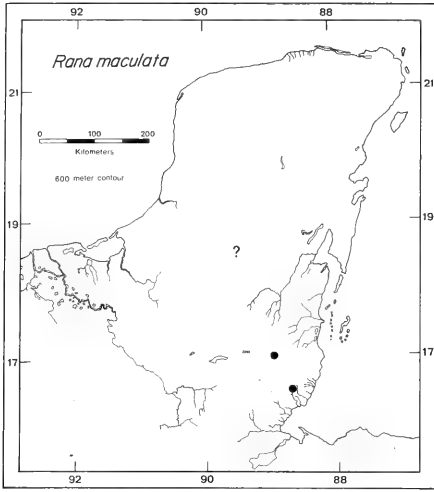 92 90 88
Rana maculata
21 21
0 100 200
Kilometers
600 meter contour
19 19
?
17 17
92 90 88